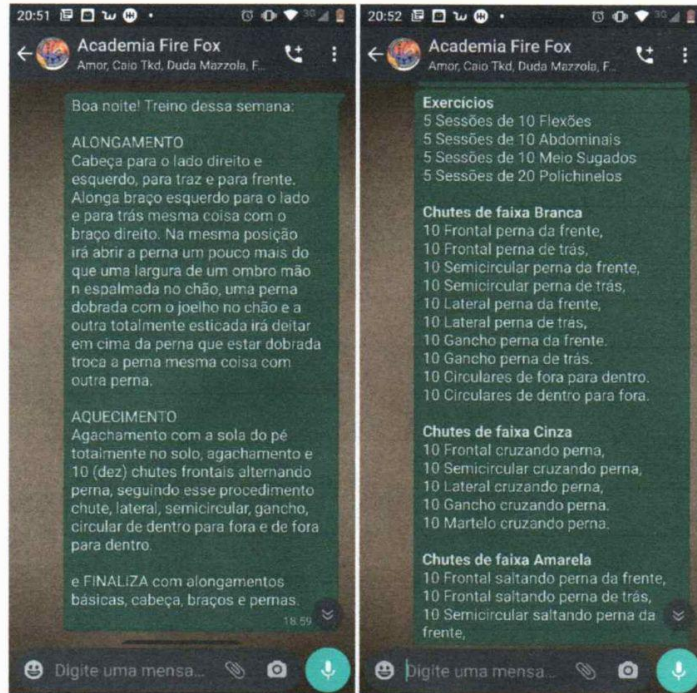 20:51
Academia Fire Fox
Amor, Caio Tkd, Duda Mazzola, F...
Boa noite! Treino dessa semana:
ALONGAMENTO
Cabeça para o lado direito e
esquerdo, para traz e para frente.
Alonga braço esquerdo para o lado
e para trás mesma coisa com o
braço direito. Na mesma posição
irá abrir a perna um pouco mais do
que uma largura de um ombro mão
n espalmada no chão, uma perna
dobrada com o joelho no chão e a
outra totalmente esticada irá deitar
em cima da perna que estar dobrada
troca a perna mesma coisa com
outra perna.
AQUECIMENTO
Agachamento com a sola do pé
totalmente no solo, agachamento e
10 (dez) chutes frontais alternando
perna, seguindo esse procedimento
chute, lateral, semicircular, gancho,
circular de dentro para fora e de fora
para dentro.
e FINALIZA com alongamentos
básicas, cabeça, braços e pernas.
18:59
Digite uma mensa...
20:52
3G
Academia Fire Fox
Amor, Caio Tkd, Duda Mazzola, F...
Exercícios
5 Sessões de 10 Flexões
5 Sessões de 10 Abdominais
5 Sessões de 10 Meio Sugados
5 Sessões de 20 Polichinelos
Chutes de faixa Branca
10 Frontal perna da frente,
10 Frontal perna de trás,
10 Semicircular perna da frente,
10 Semicircular perna de trás,
10 Lateral perna da frente,
10 Lateral perna de trás,
10 Gancho perna da frente.
10 Gancho perna de trás.
10 Circulares de fora para dentro.
10 Circulares de dentro para fora.
Chutes de faixa Cinza
10 Frontal cruzando perna,
10 Semicircular cruzando perna,
10 Lateral cruzando perna,
10 Gancho cruzando perna.
10 Martelo cruzando perna.
Chutes de faixa Amarela
10 Frontal saltando perna da frente,
10 Frontal saltando perna de trás,
10 Semicircular saltando perna da
frente,
Digite uma mensa...